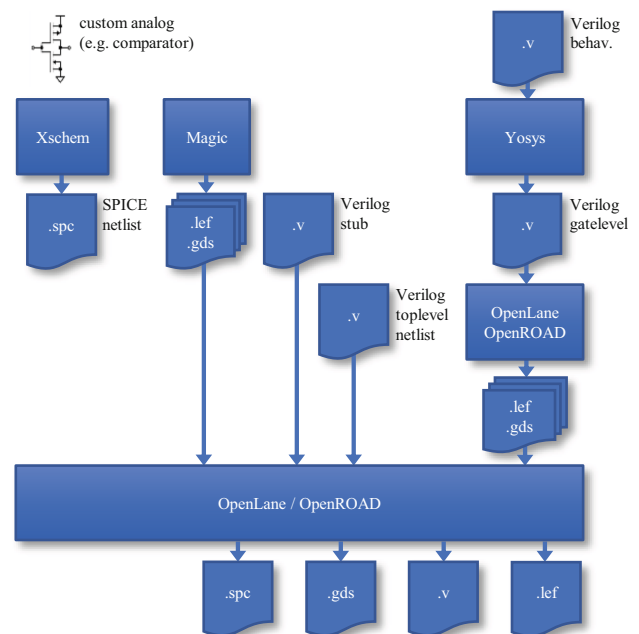 custom analog
(e.g. comparator)
.v
Verilog
behav.
Xschem
Magic
Yosys
.spc
SPICE
netlist
.lef
.gds
.v
Verilog
stub
.v
Verilog
gatelevel
.v
Verilog
toplevel
netlist
OpenLane
OpenROAD
.lef
.gds
OpenLane / OpenROAD
.spc
.gds
.v
.lef